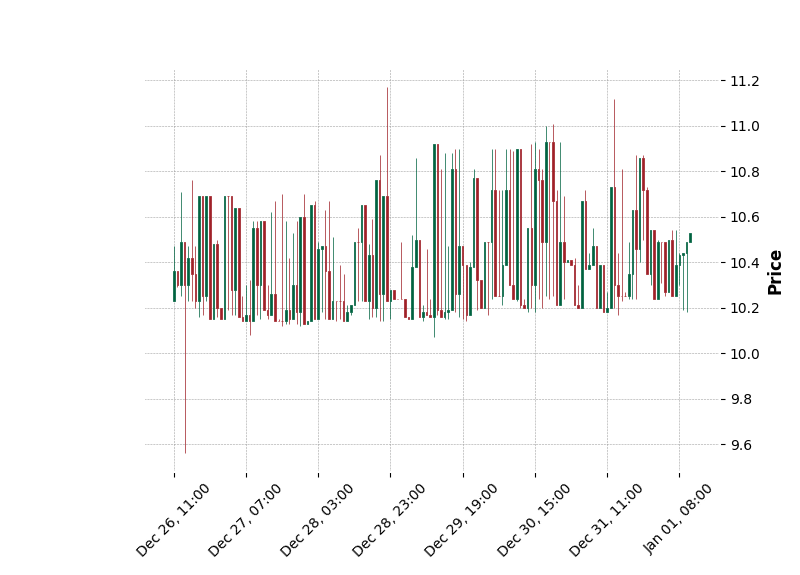 11.2
11.0
10.8
10.6
10.4
10.2
10.0
9.8
9.6
Price
Dec 26, 11:00
Dec 27, 07:00
Dec 28, 03:00
Dec 28, 23:00
Dec 29, 19:00
Dec 30, 15:00
Dec 31, 11:00
Jan 01, 08:00